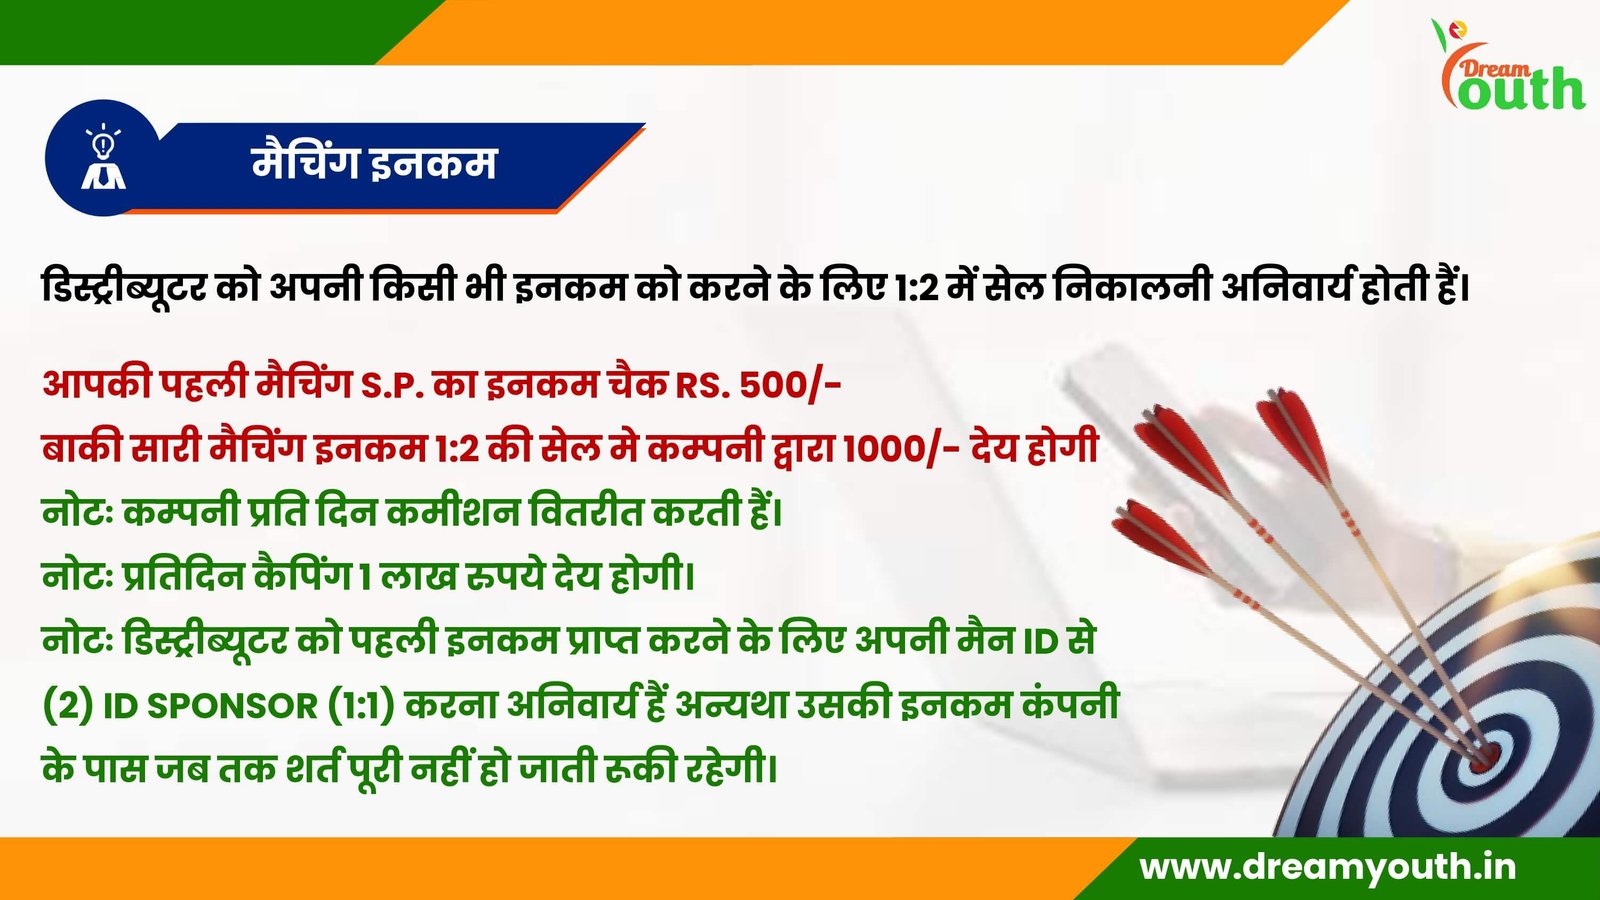 Dream
Youth
मैचिंग इनकम
डिस्ट्रीब्यूटर को अपनी किसी भी इनकम को करने के लिए 1:2 में सेल निकालनी अनिवार्य होती हैं।
आपकी पहली मैचिंग S.P. का इनकम चैक RS. 500/-
बाकी सारी मैचिंग इनकम 1:2 की सेल मे कम्पनी द्वारा 1000/- देय होगी
नोटः कम्पनी प्रति दिन कमीशन वितरीत करती हैं।
नोटः प्रतिदिन कैपिंग 1 लाख रुपये देय होगी।
नोटः डिस्ट्रीब्यूटर को पहली इनकम प्राप्त करने के लिए अपनी मैन ID से
(2) ID SPONSOR (1:1) करना अनिवार्य हैं अन्यथा उसकी इनकम कंपनी
के पास जब तक शर्त पूरी नहीं हो जाती रूकी रहेगी।
www.dreamyouth.in